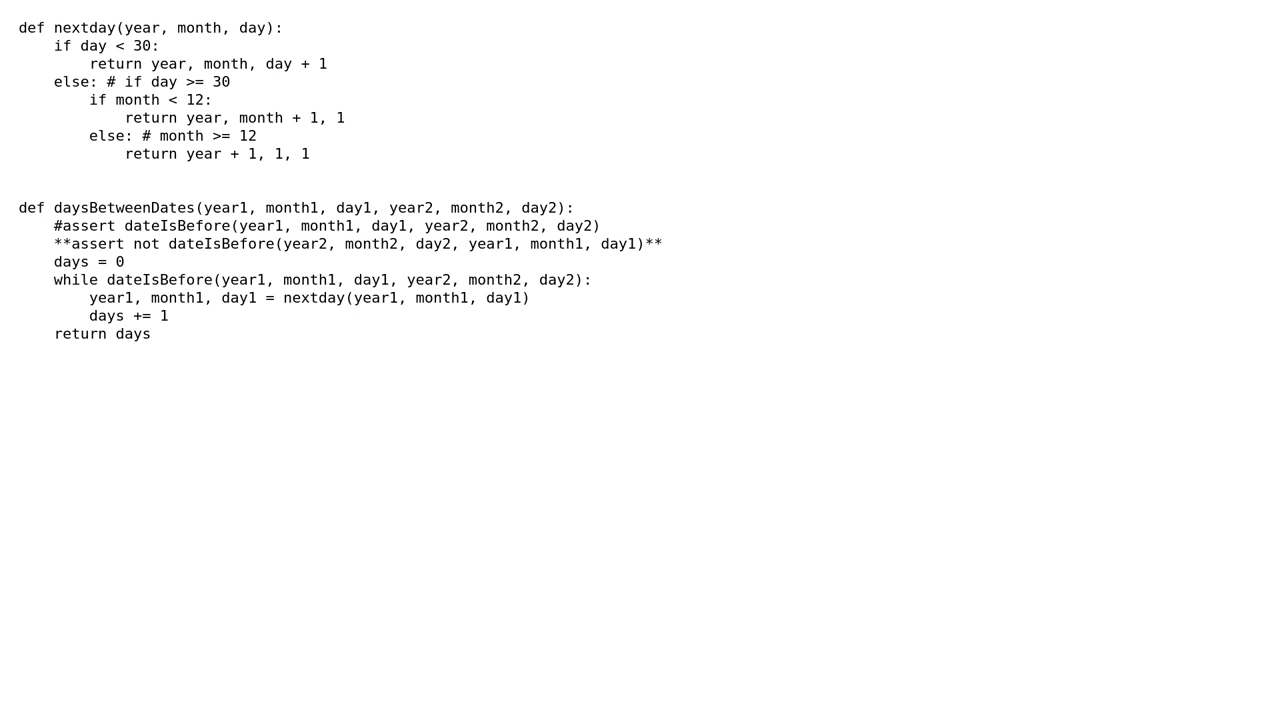 def nextday(year, month, day):
    if day < 30:
        return year, month, day + 1
    else: # if day >= 30
        if month < 12:
            return year, month + 1, 1
        else: # month >= 12
            return year + 1, 1, 1

def daysBetweenDates(year1, month1, day1, year2, month2, day2):
    #assert dateIsBefore(year1, month1, day1, year2, month2, day2)
    **assert not dateIsBefore(year2, month2, day2, year1, month1, day1)**
    days = 0
    while dateIsBefore(year1, month1, day1, year2, month2, day2):
        year1, month1, day1 = nextday(year1, month1, day1)
        days += 1
    return days